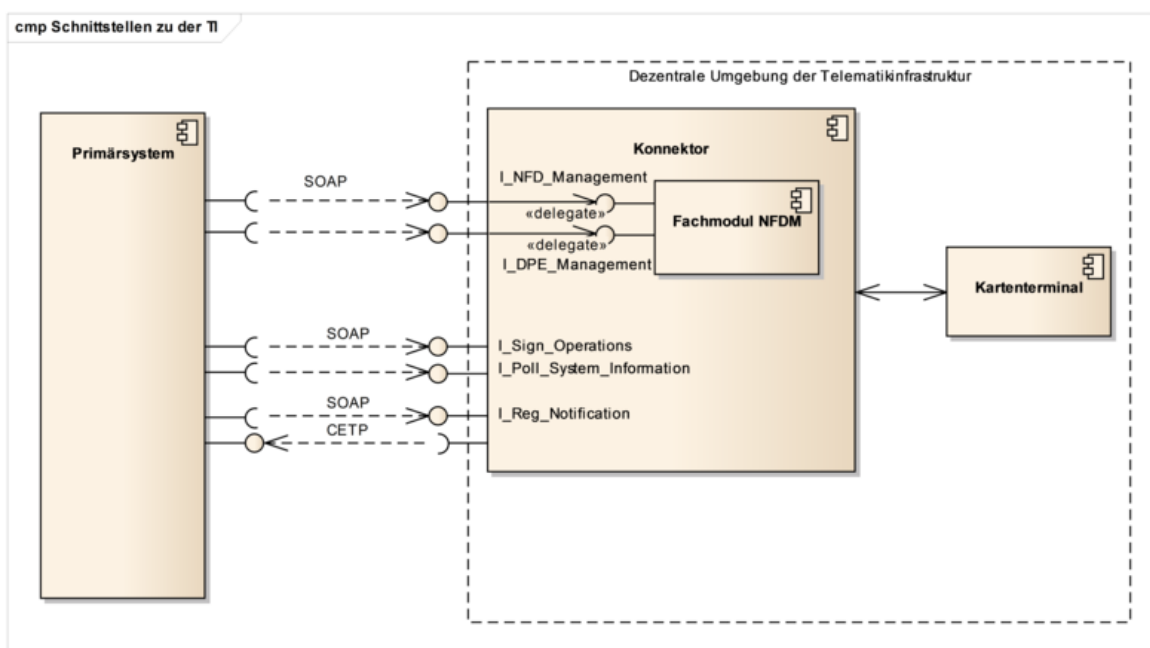 cmp Schnittstellen zu der TI
Dezentrale Umgebung der Telematikinfrastruktur
Primärsystem
Konnektor
SOAP
I_NFD_Management
«delegate»
Fachmodul NFDM
«delegate»
I_DPE_Management
Kartenterminal
SOAP
I_Sign_Operations
I_Poll_System_Information
SOAP
I_Reg_Notification
CETP